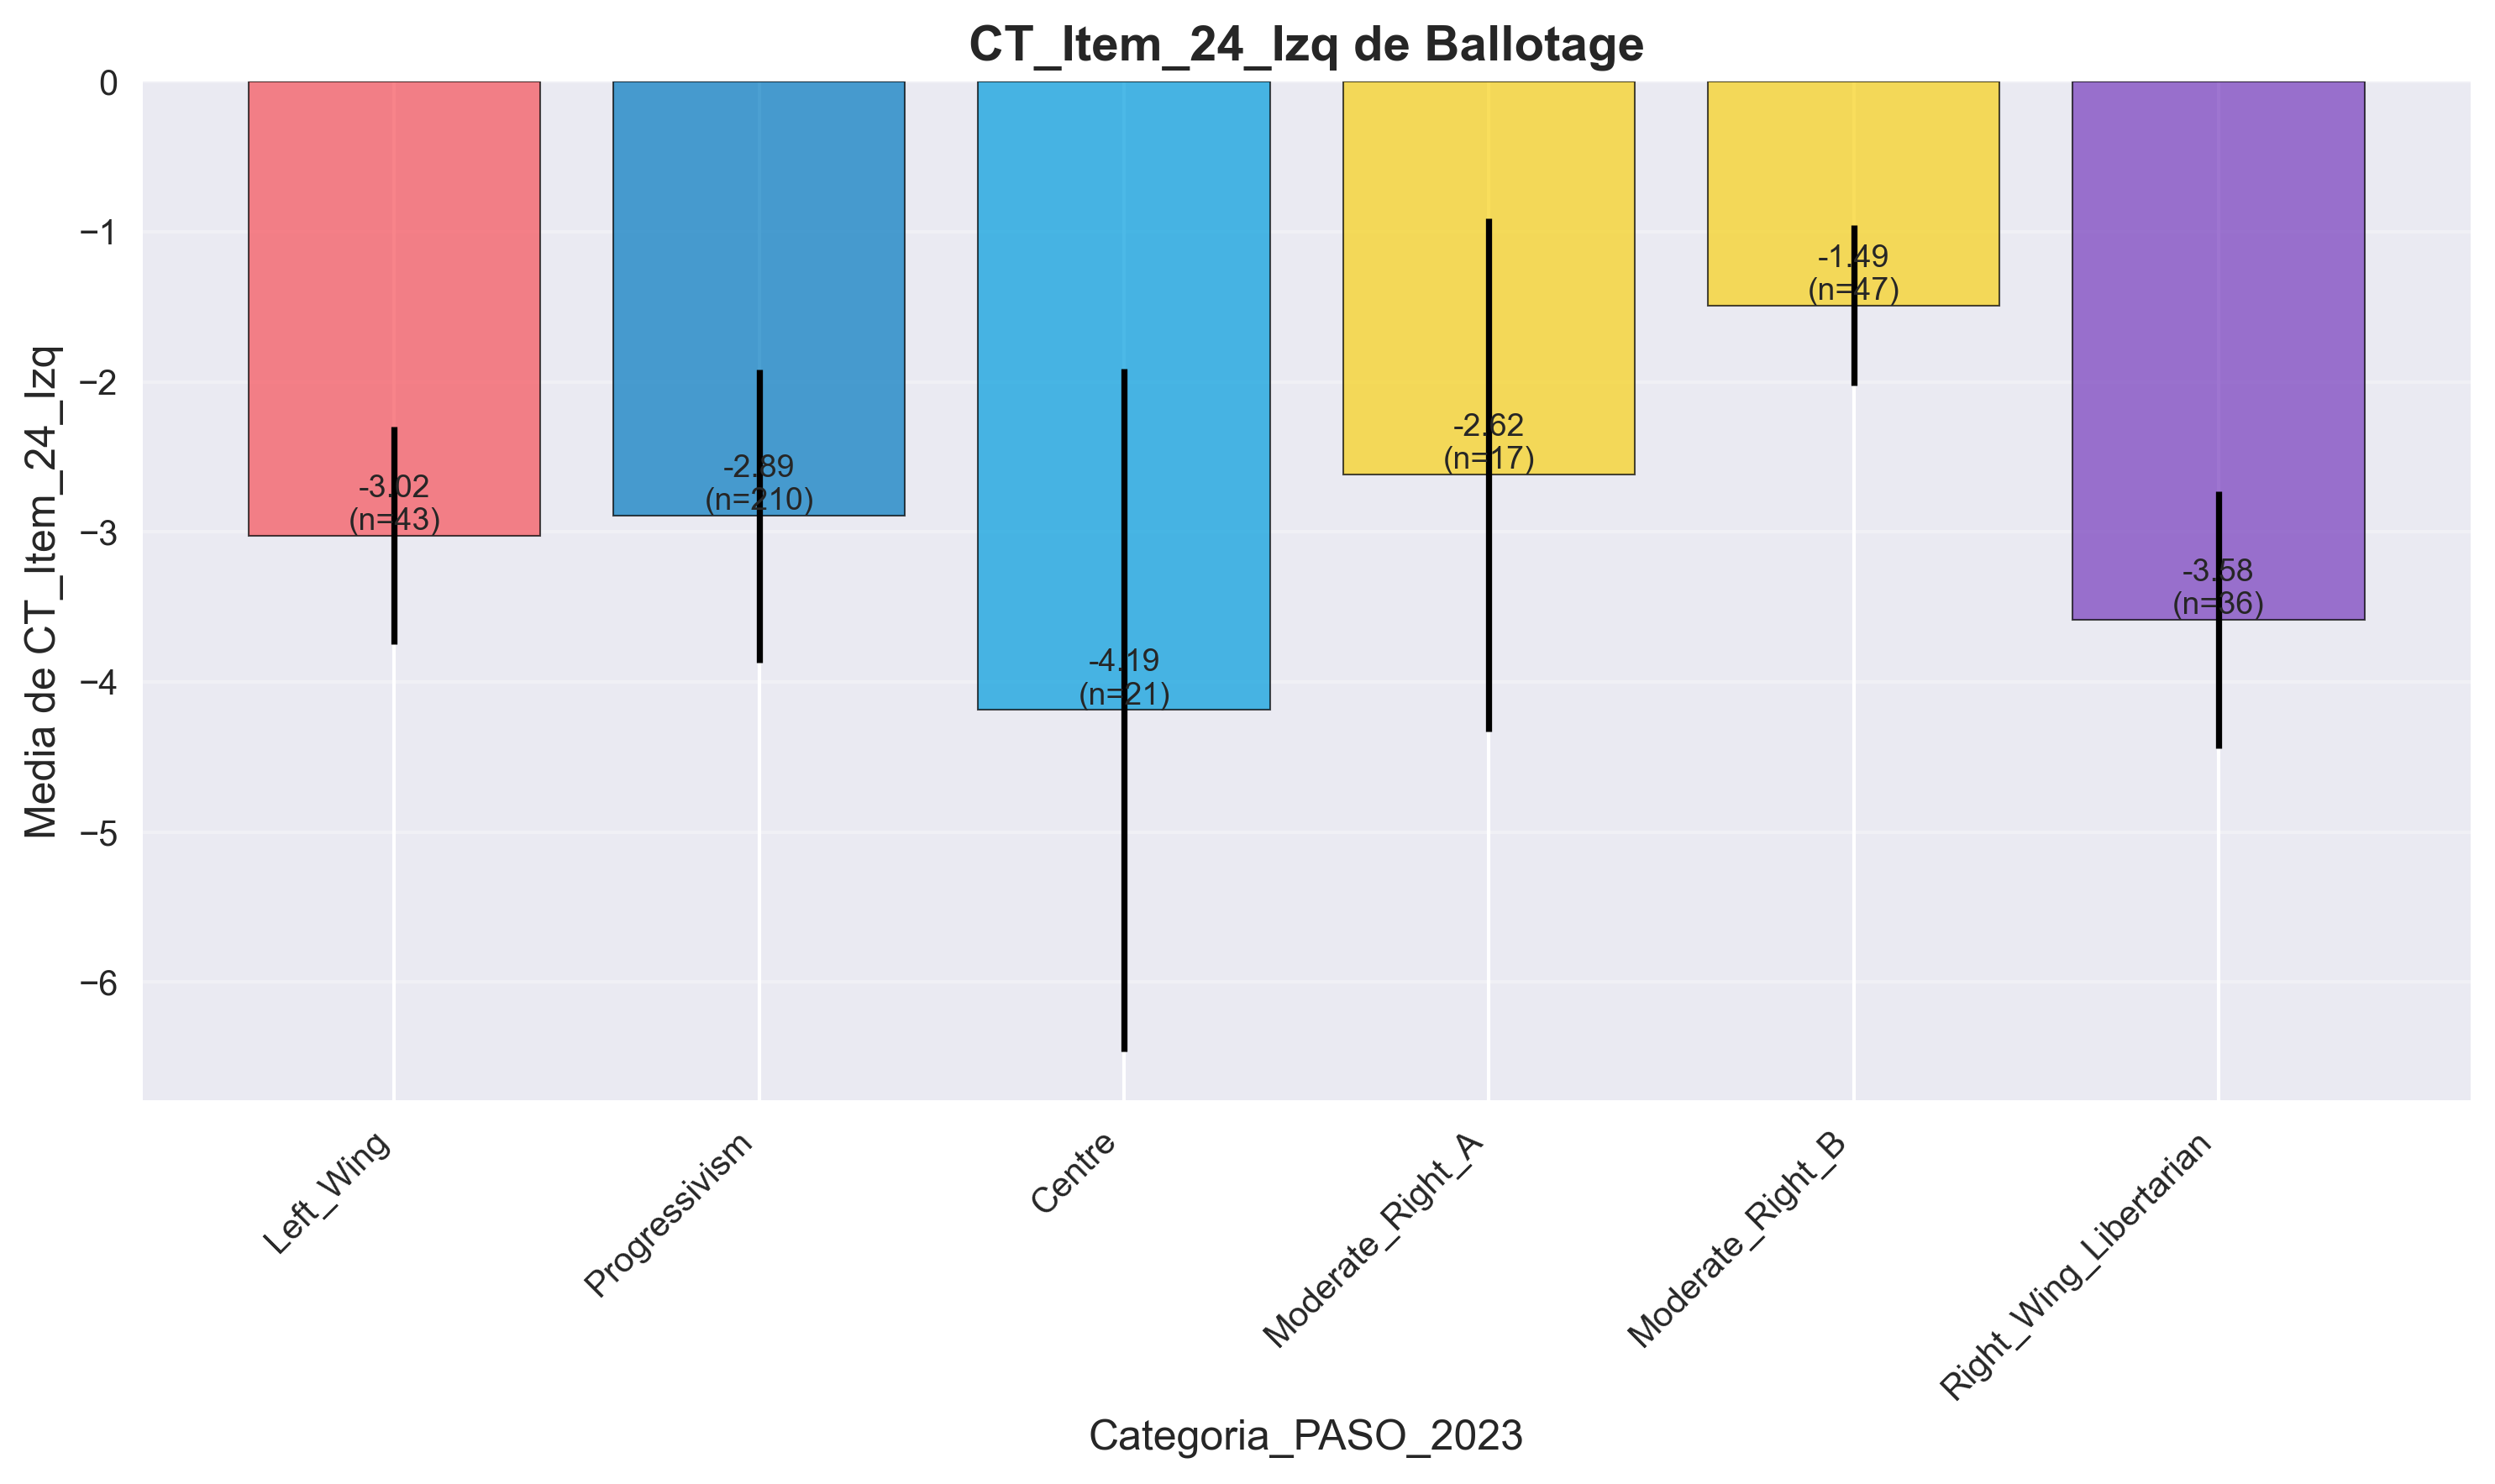 CT_Item_24_Izq de Ballotage
Media de CT_Item_24_Izq
0
−1
−2
−3
−4
−5
−6
-3.02
(n=43)
-2.89
(n=210)
-4.19
(n=21)
-2.62
(n=17)
-1.49
(n=47)
-3.58
(n=36)
Left_Wing
Progressivism
Centre
Moderate_Right_A
Moderate_Right_B
Right_Wing_Libertarian
Categoria_PASO_2023